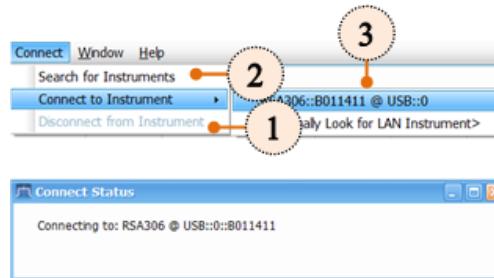 Connect Window Help
3
Search for Instruments
2
Connect to Instrument
A306::B011411 @ USB::0
Disconnect from Instrument
1
ally Look for LAN Instrument>
Connect Status
Connecting to: RSA306 @ USB::0::B011411